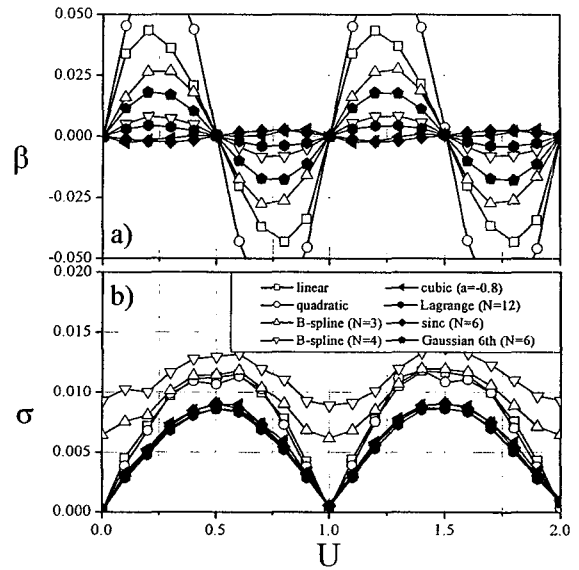 0.050
0.025
0.000
-0.025
-0.050
β
a)
0.020
0.015
0.010
0.005
0.000
σ
b)
linear
quadratic
B-spline (N=3)
B-spline (N=4)
cubic (a=-0.8)
Lagrange (N=12)
sinc (N=6)
Gaussian 6th (N=6)
0.0
0.5
1.0
1.5
2.0
U